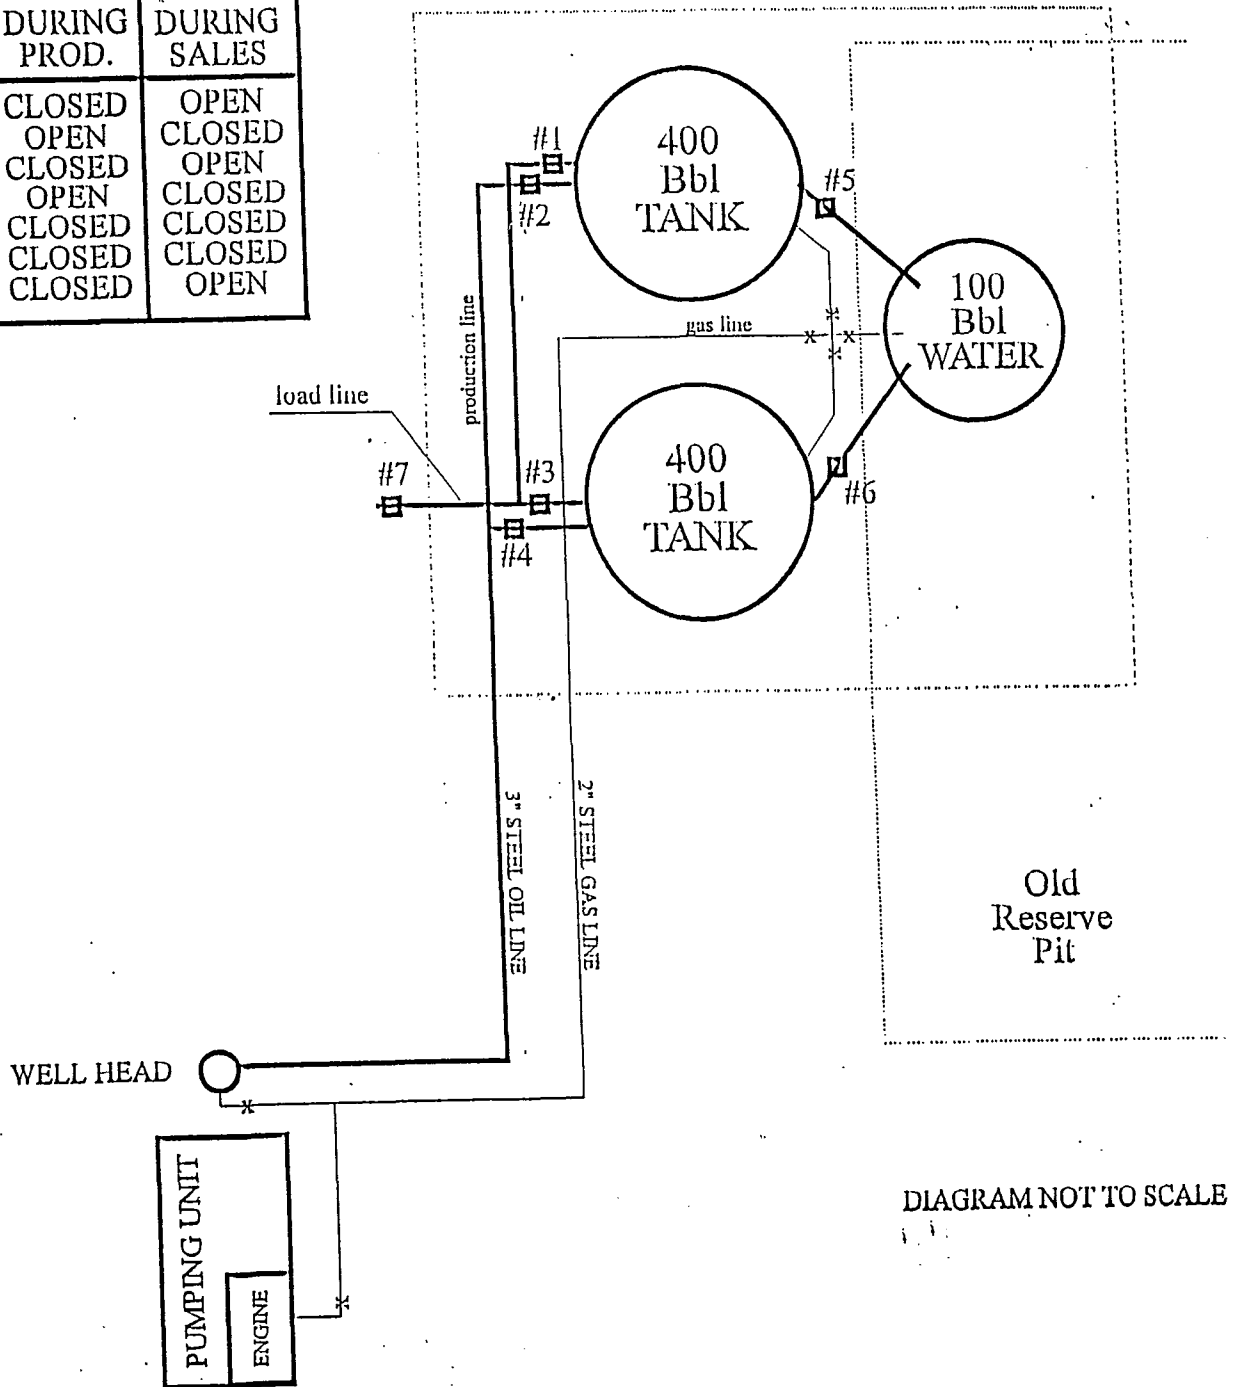 DURING PROD. DURING SALES
CLOSED OPEN
OPEN CLOSED
CLOSED OPEN
OPEN CLOSED
CLOSED CLOSED
CLOSED CLOSED
CLOSED OPEN
#1
400
Bbl
TANK
#2
#5
100
Bbl
WATER
production line
gas line
load line
#7
#3
400
Bbl
TANK
#6
#4
3" STEEL OIL LINE
2" STEEL GAS LINE
Old
Reserve
Pit
WELL HEAD
PUMPING UNIT
ENGINE
DIAGRAM NOT TO SCALE